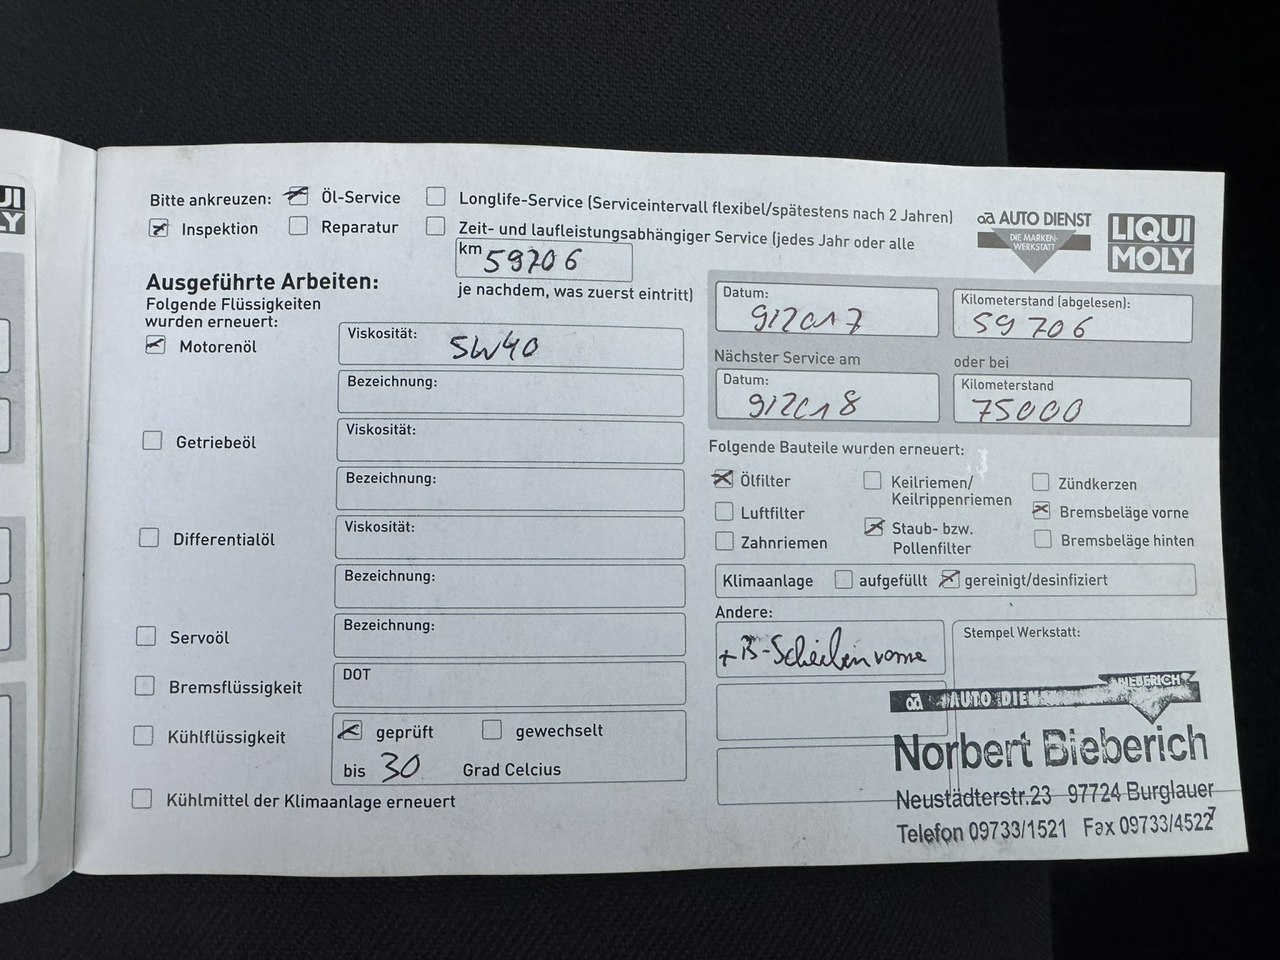 Bitte ankreuzen: Öl-Service Longlife-Service (Serviceintervall flexibel/spätestens nach 2 Jahren)
Inspektion Reparatur Zeit- und laufleistungsabhängiger Service (jedes Jahr oder alle
km 59706
je nachdem, was zuerst eintritt)
AUTO DIENST
DIE MARKEN-
WERKSTATT
LIQUI
MOLY
Ausgeführte Arbeiten:
Folgende Flüssigkeiten
wurden erneuert:
Motorenöl
Viskosität: 5W40
Bezeichnung:
Getriebeöl
Viskosität:
Bezeichnung:
Differentialöl
Viskosität:
Bezeichnung:
Servoöl
Bezeichnung:
Bremsflüssigkeit
DOT
Kühlflüssigkeit
geprüft gewechselt
bis 30 Grad Celcius
Kühlmittel der Klimaanlage erneuert
Datum: 9/2017
Kilometerstand (abgelesen): 59706
Nächster Service am oder bei
Datum: 9/2018
Kilometerstand 75000
Folgende Bauteile wurden erneuert:
Ölfilter
Keilriemen/
Keilrippenriemen
Zündkerzen
Luftfilter
Staub- bzw.
Pollenfilter
Bremsbeläge vorne
Zahnriemen
Bremsbeläge hinten
Klimaanlage aufgefüllt gereinigt/desinfiziert
Andere:
+ B-Scheiben vorne
Stempel Werkstatt:
AUTO DIENST BIEBERICH
Norbert Bieberich
Neustädterstr.23 97724 Burglauer
Telefon 09733/1521 Fax 09733/4522